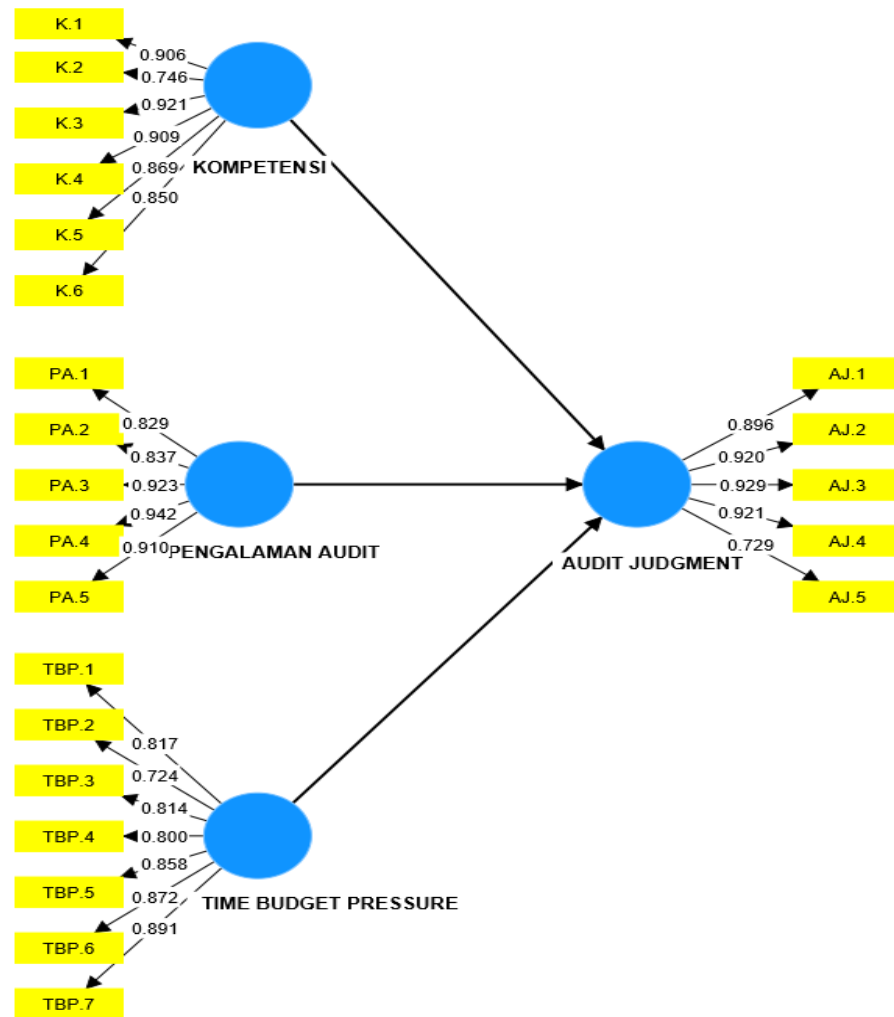 K.1
0.906
K.2
0.746
K.3
0.921
0.909
K.4
0.869
KOMPETENSI
0.850
K.5
K.6
PA.1
0.829
PA.2
0.837
PA.3
0.923
PA.4
0.942
0.910
PENGALAMAN AUDIT
PA.5
AJ.1
0.896
AJ.2
0.920
0.929
AJ.3
0.921
AJ.4
0.729
AUDIT JUDGMENT
AJ.5
TBP.1
TBP.2
0.817
0.724
TBP.3
0.814
TBP.4
0.800
0.858
TBP.5
0.872
TIME BUDGET PRESSURE
0.891
TBP.6
TBP.7